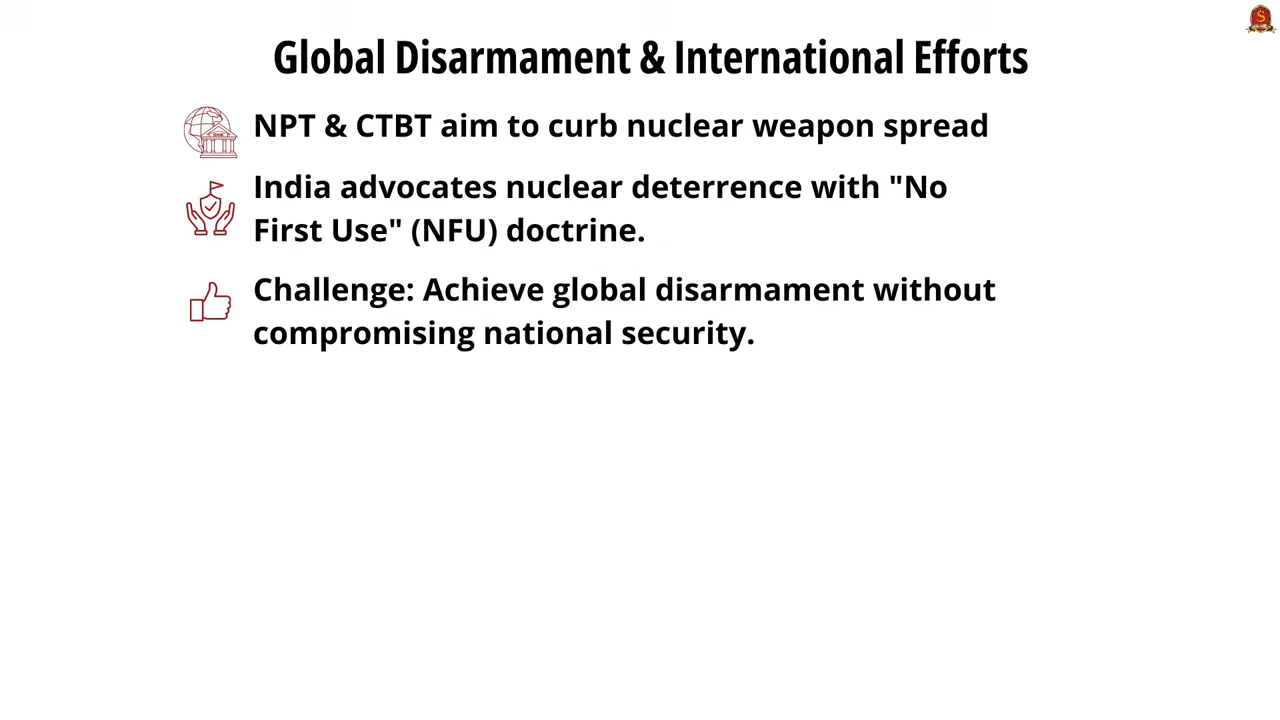 Global Disarmament & International Efforts
NPT & CTBT aim to curb nuclear weapon spread
India advocates nuclear deterrence with "No
First Use" (NFU) doctrine.
Challenge: Achieve global disarmament without
compromising national security.